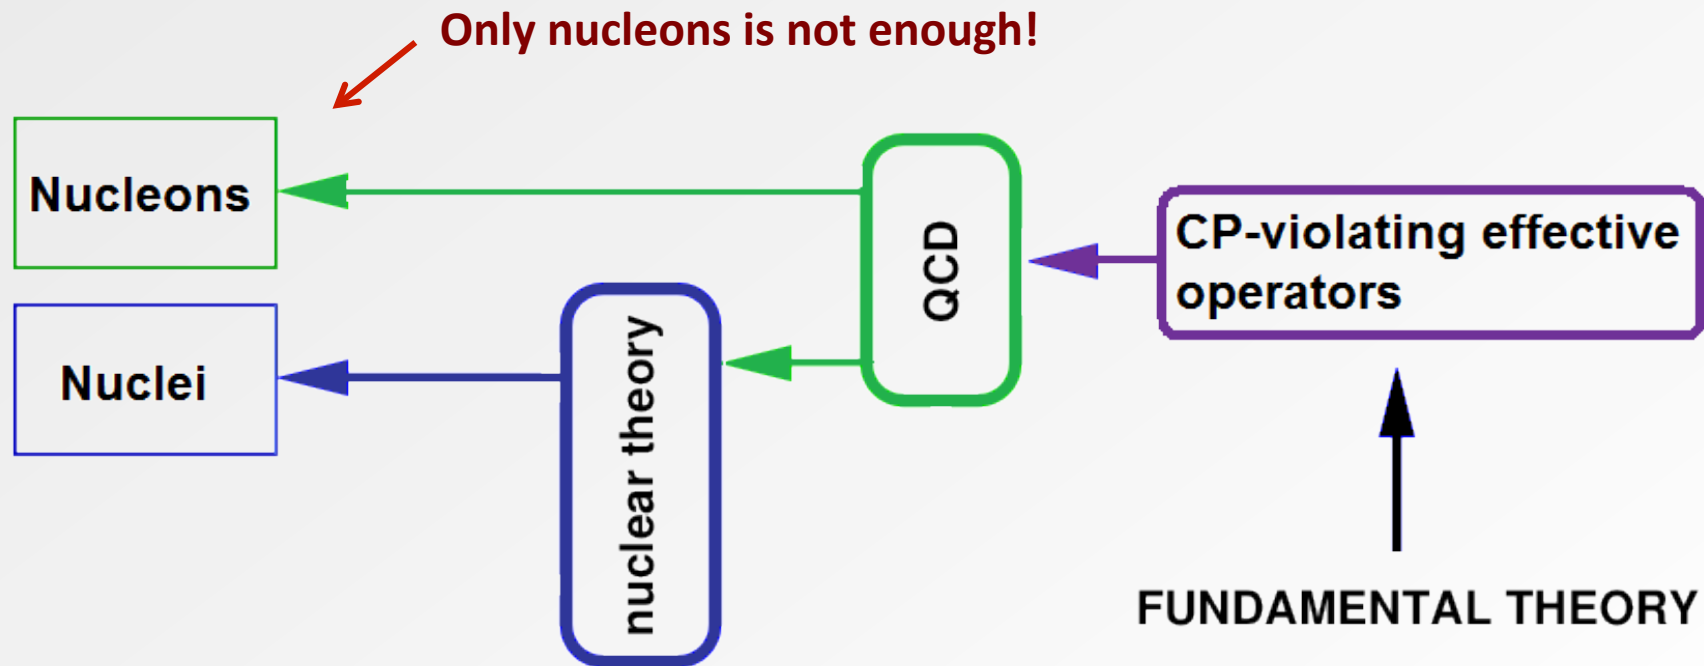 Only nucleons is not enough!
Nucleons
QCD
CP-violating effective
operators
Nuclei
nuclear theory
FUNDAMENTAL THEORY